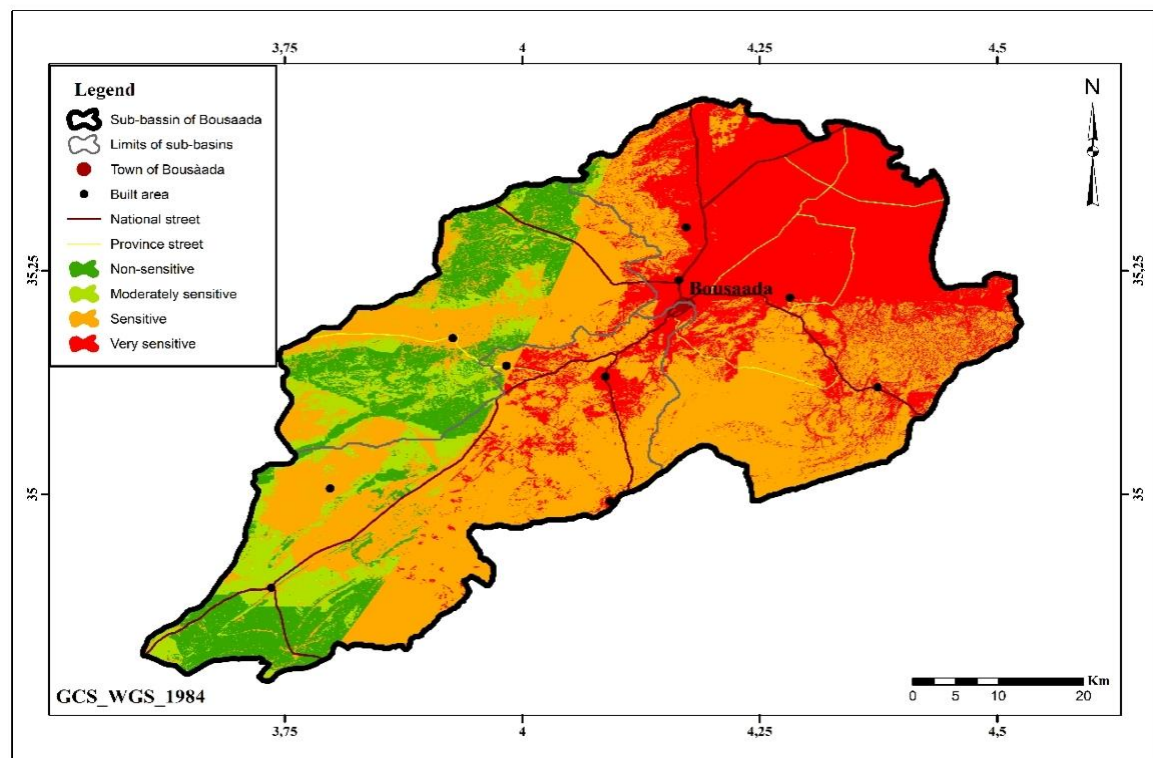 3,75 4 4,25 4,5
Legend
Sub-bassin of Bousaada
Limits of sub-basins
Town of Bousàada
Built area
National street
Province street
Non-sensitive
Moderately sensitive
Sensitive
Very sensitive
N
35,25 35,25
Bousaada
35 35
GCS_WGS_1984
Km
0 5 10 20
3,75 4 4,25 4,5